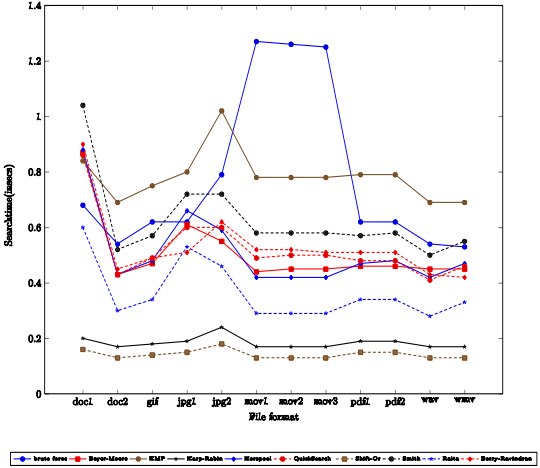 1.4
1.2
1
0.8
0.6
0.4
0.2
0
Searchtime(msecs)
doc1 doc2 gif jpg1 jpg2 mov1 mov2 mov3 pdf1 pdf2 wav wmv
File format
brute force Boyer-Moore KMP Karp-Rabin Horspool QuickSearch Shift-Or Smith Raita Berry-Ravindran